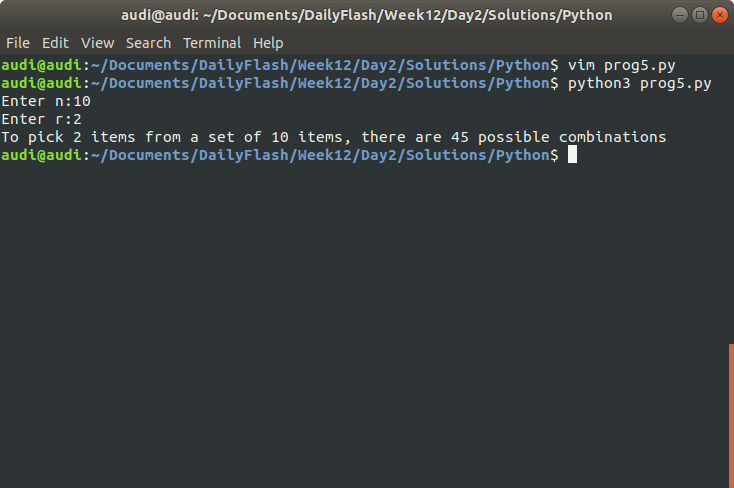 audi@audi: ~/Documents/DailyFlash/Week12/Day2/Solutions/Python
File Edit View Search Terminal Help
audi@audi:~/Documents/DailyFlash/Week12/Day2/Solutions/Python$ vim prog5.py
audi@audi:~/Documents/DailyFlash/Week12/Day2/Solutions/Python$ python3 prog5.py
Enter n:10
Enter r:2
To pick 2 items from a set of 10 items, there are 45 possible combinations
audi@audi:~/Documents/DailyFlash/Week12/Day2/Solutions/Python$